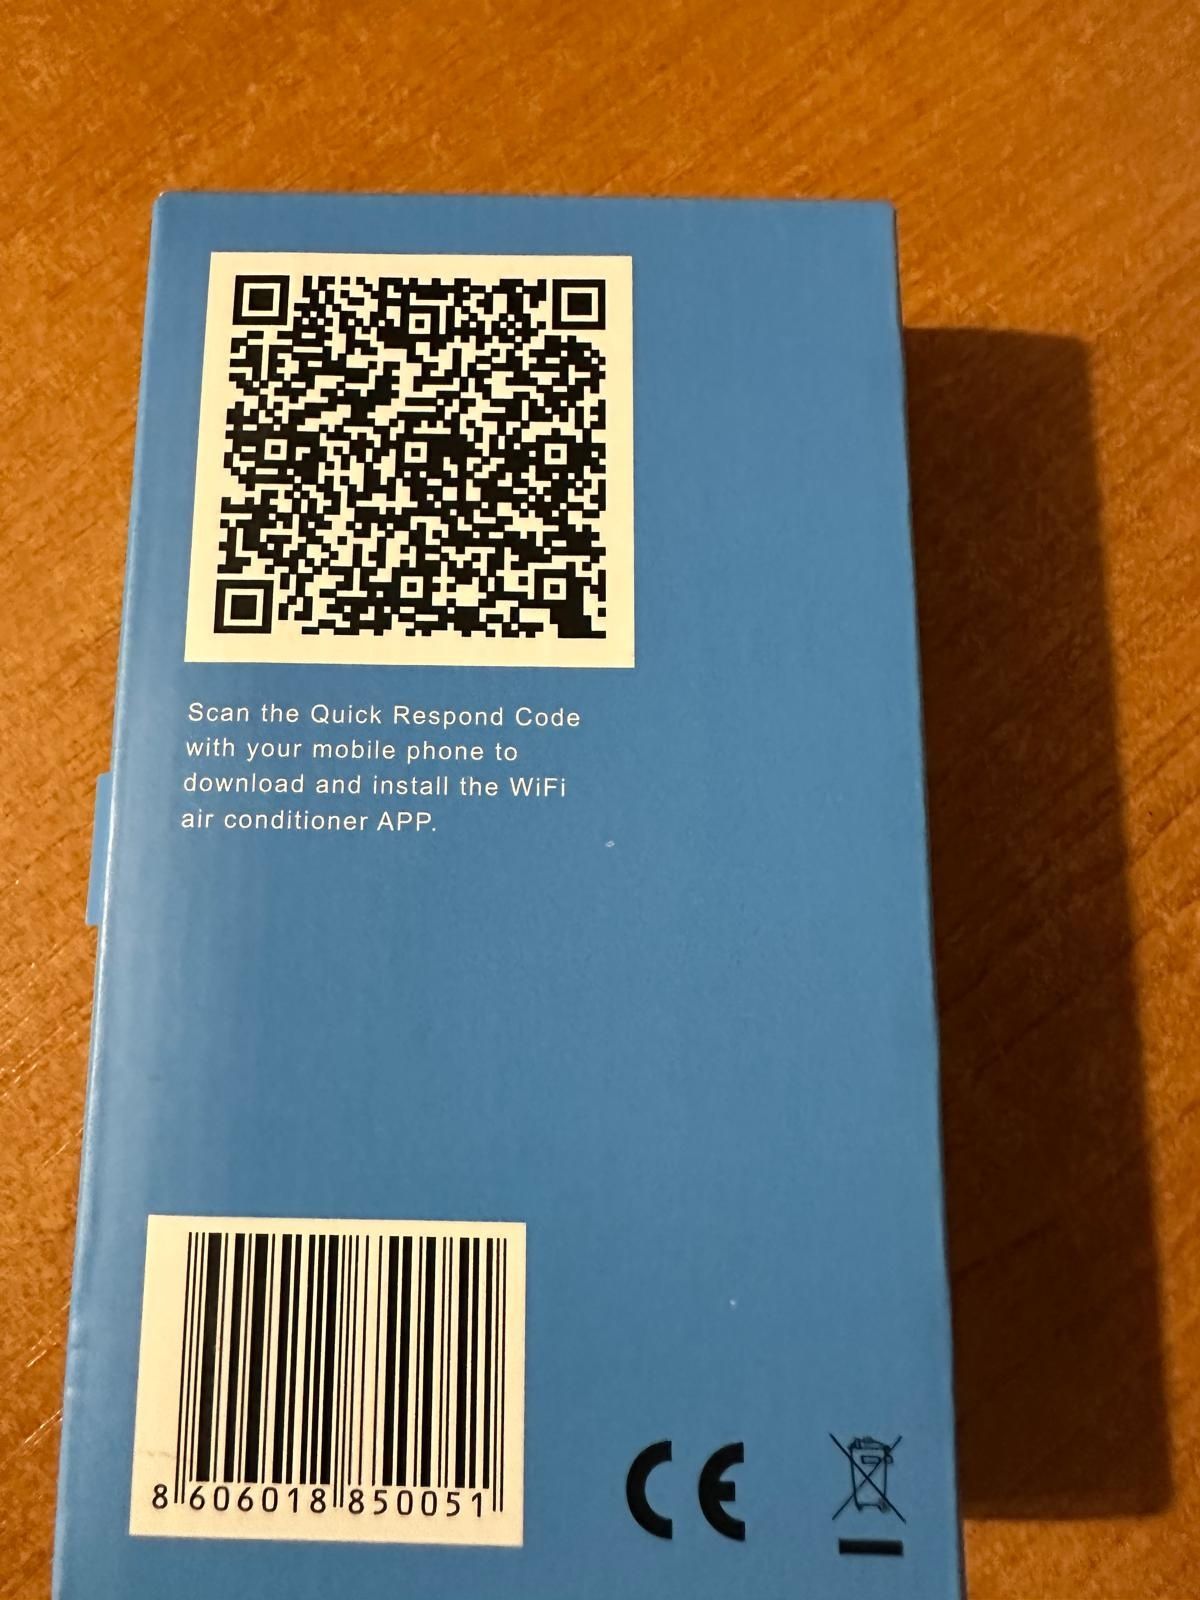 Scan the Quick Respond Code
with your mobile phone to
download and install the WiFi
air conditioner APP.
8 606018 850051
CE